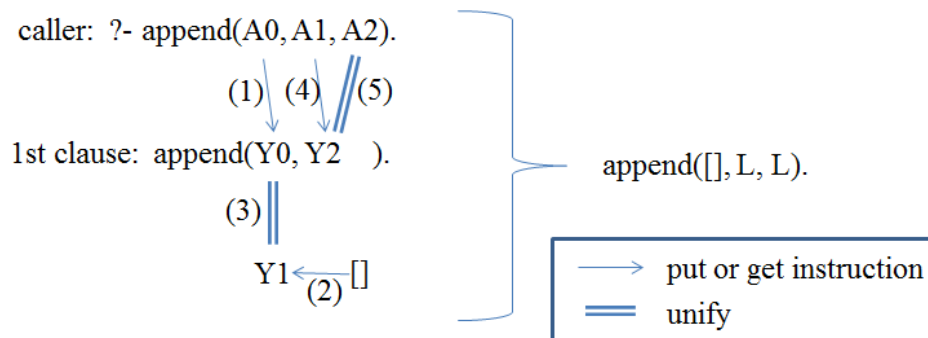 caller: ?- append(A0, A1, A2).
(1) (4) (5)
1st clause: append(Y0, Y2 ).
append([], L, L).
(3)
Y1 []
(2)
put or get instruction
unify